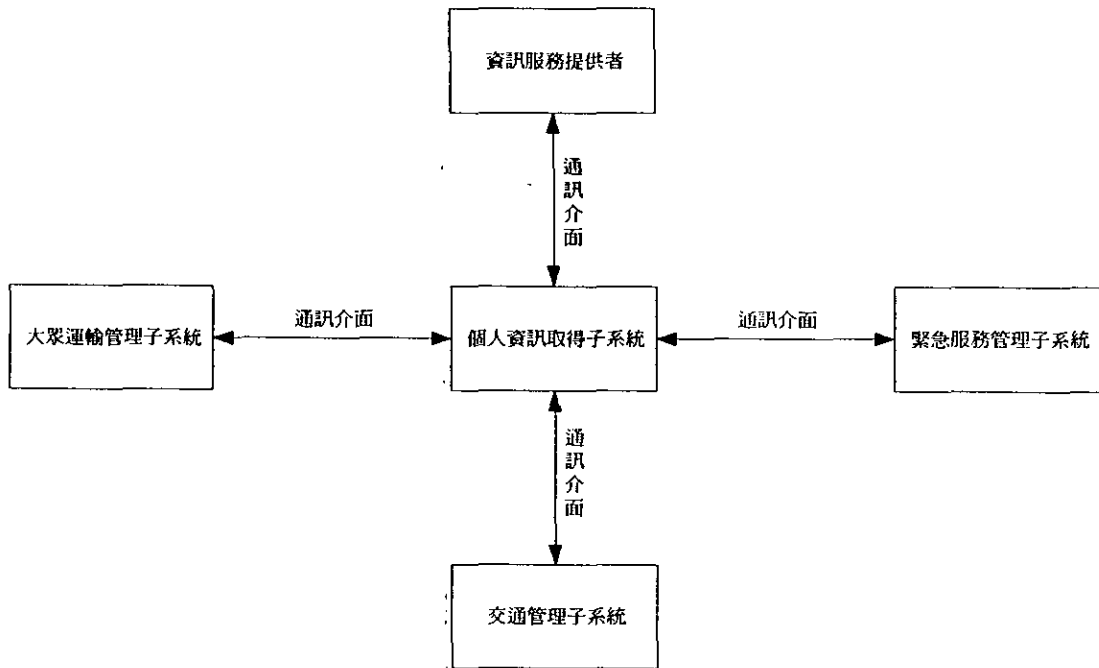 資訊服務提供者
通訊介面
大眾運輸管理子系統
通訊介面
個人資訊取得子系統
通訊介面
緊急服務管理子系統
通訊介面
交通管理子系統